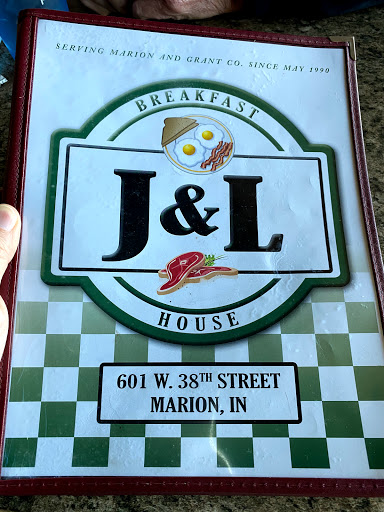 SERVING MARION AND GRANT CO. SINCE MAY 1990
BREAKFAST
J&L
HOUSE
601 W. 38TH STREET
MARION, IN